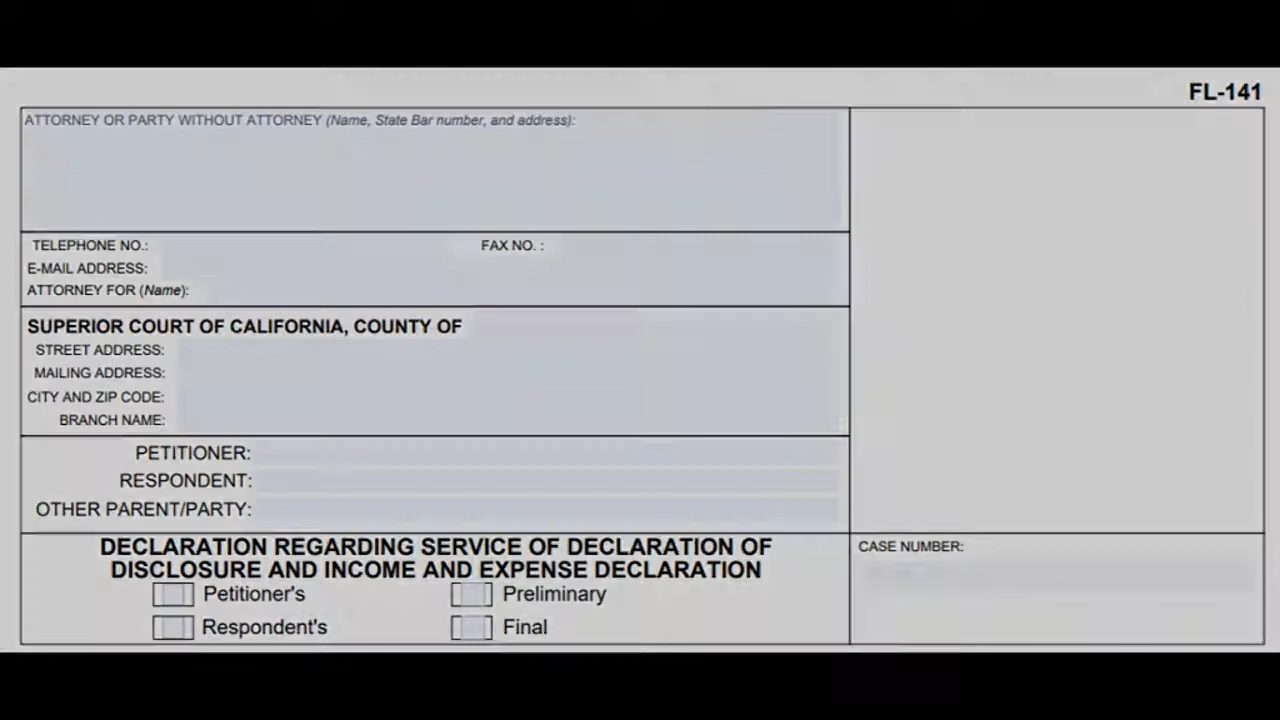 FL-141
ATTORNEY OR PARTY WITHOUT ATTORNEY (Name, State Bar number, and address):
TELEPHONE NO.: FAX NO. :
E-MAIL ADDRESS:
ATTORNEY FOR (Name):
SUPERIOR COURT OF CALIFORNIA, COUNTY OF
STREET ADDRESS:
MAILING ADDRESS:
CITY AND ZIP CODE:
BRANCH NAME:
PETITIONER:
RESPONDENT:
OTHER PARENT/PARTY:
DECLARATION REGARDING SERVICE OF DECLARATION OF
DISCLOSURE AND INCOME AND EXPENSE DECLARATION
Petitioner's Preliminary
Respondent's Final
CASE NUMBER: